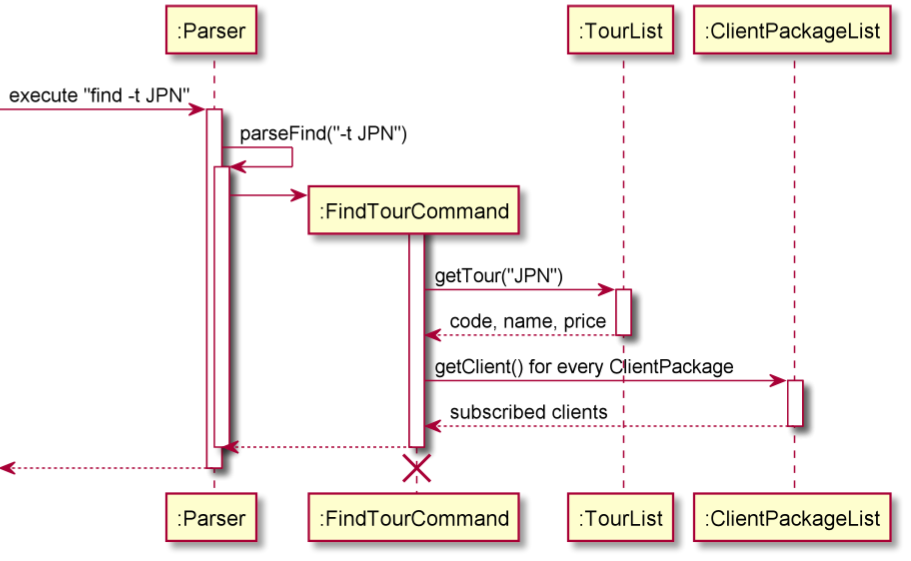 :Parser
:TourList
:ClientPackageList
execute "find -t JPN"
parseFind("-t JPN")
:FindTourCommand
getTour("JPN")
code, name, price
getClient() for every ClientPackage
subscribed clients
:Parser
:FindTourCommand
:TourList
:ClientPackageList